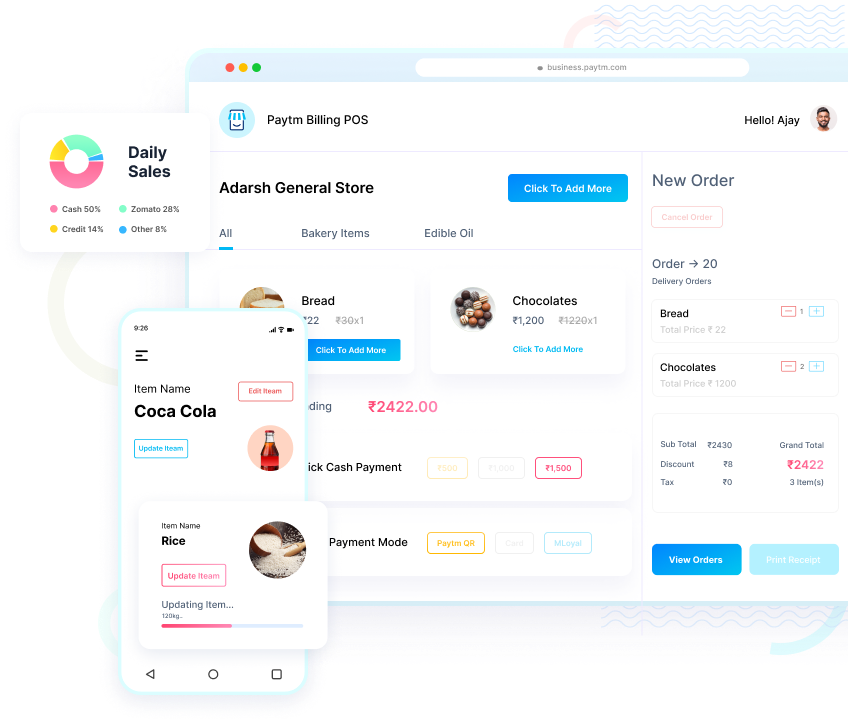 business.paytm.com
Paytm Billing POS
Hello! Ajay
Daily
Sales
Cash 50%
Zomato 28%
Credit 14%
Other 8%
Adarsh General Store
Click To Add More
All
Bakery Items
Edible Oil
Bread
₹22 ₹30x1
Click To Add More
Chocolates
₹1,200 ₹1220x1
Click To Add More
₹2422.00
Cash Payment
₹500
₹1,000
₹1,500
Payment Mode
Paytm QR
Card
MLoyal
New Order
Cancel Order
Order → 20
Delivery Orders
Bread
1
Total Price ₹ 22
Chocolates
2
Total Price ₹ 1200
Sub Total ₹2430
Grand Total
Discount ₹8
₹2422
Tax ₹0
3 Item(s)
View Orders
Print Receipt
9:26
Item Name
Edit Iteam
Coca Cola
Update Iteam
Item Name
Rice
Update Iteam
Updating Item...
120kg..